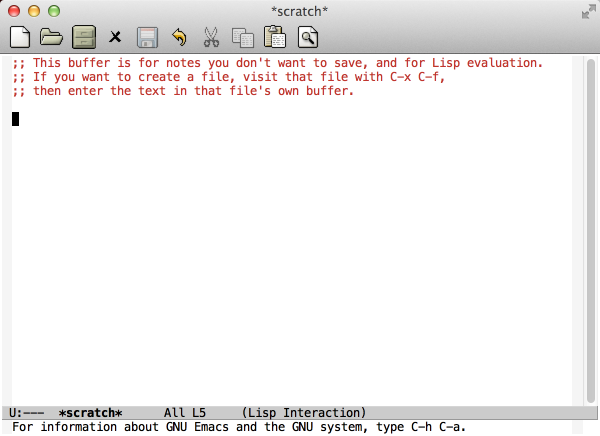 *scratch*
;; This buffer is for notes you don't want to save, and for Lisp evaluation.
;; If you want to create a file, visit that file with C-x C-f,
;; then enter the text in that file's own buffer.
U:--- *scratch* All L5 (Lisp Interaction)
For information about GNU Emacs and the GNU system, type C-h C-a.